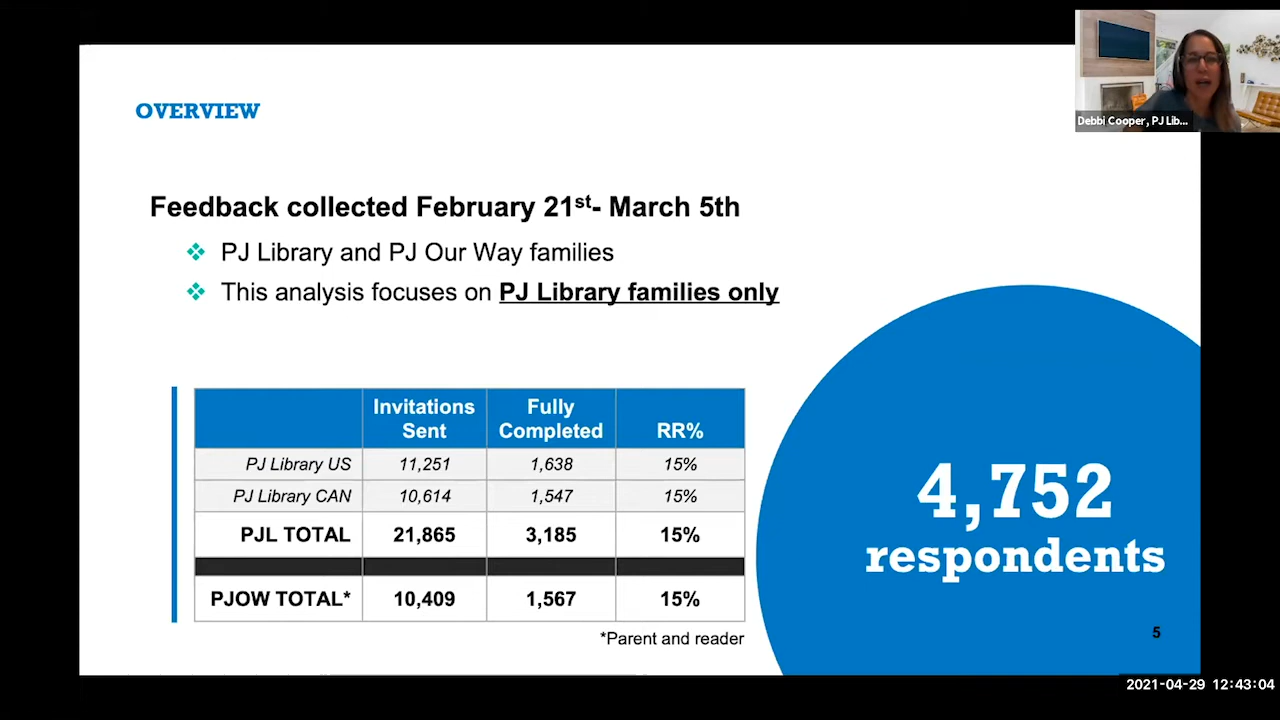 OVERVIEW
Debbi Cooper, PJ Lib...
Feedback collected February 21st- March 5th
❖ PJ Library and PJ Our Way families
❖ This analysis focuses on PJ Library families only
Invitations Sent Fully Completed RR%
PJ Library US 11,251 1,638 15%
PJ Library CAN 10,614 1,547 15%
PJL TOTAL 21,865 3,185 15%
PJOW TOTAL* 10,409 1,567 15%
*Parent and reader
4,752
respondents
5
2021-04-29 12:43:04